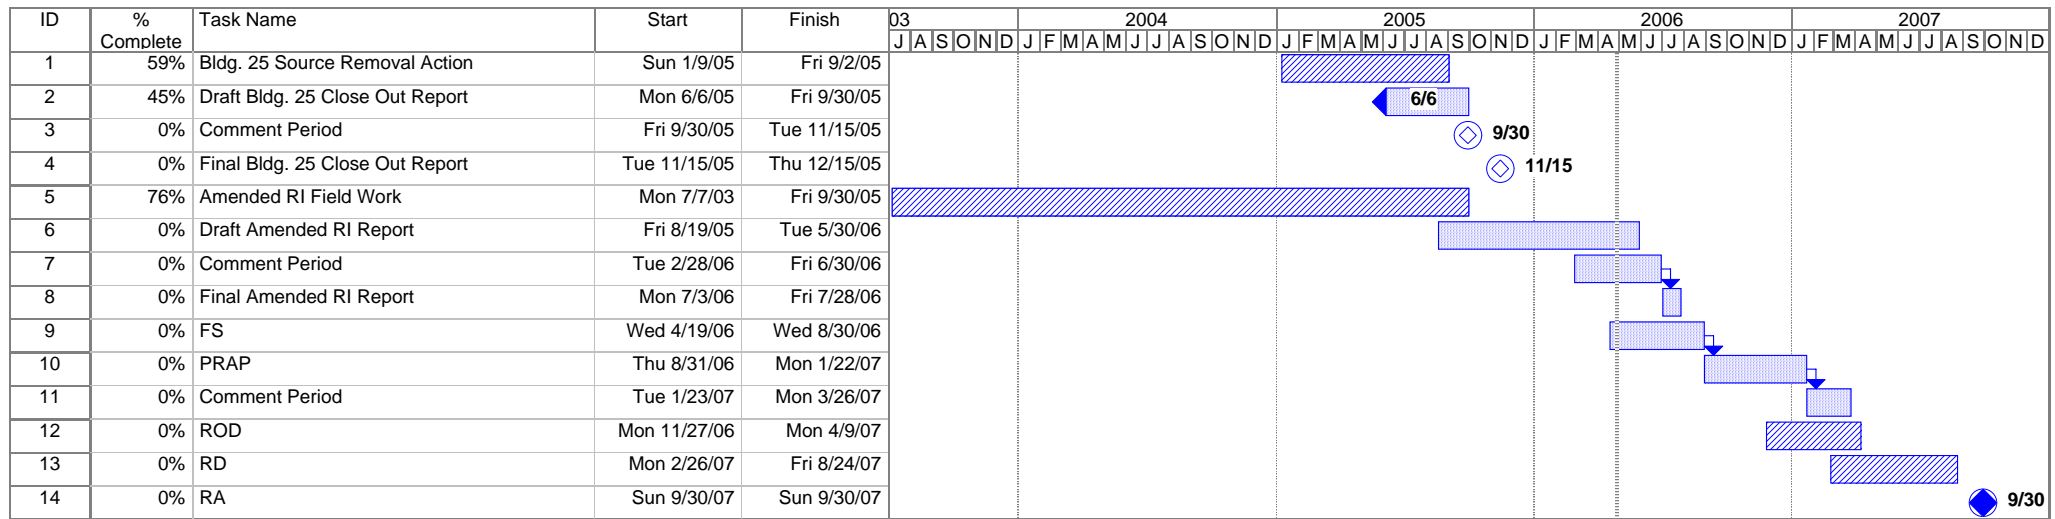 ID % Complete Task Name Start Finish 03 2004 2005 2006 2007
J A S O N D J F M A M J J A S O N D J F M A M J J A S O N D J F M A M J J A S O N D J F M A M J J A S O N D
1 59% Bldg. 25 Source Removal Action Sun 1/9/05 Fri 9/2/05
2 45% Draft Bldg. 25 Close Out Report Mon 6/6/05 Fri 9/30/05 6/6
3 0% Comment Period Fri 9/30/05 Tue 11/15/05 9/30
4 0% Final Bldg. 25 Close Out Report Tue 11/15/05 Thu 12/15/05 11/15
5 76% Amended RI Field Work Mon 7/7/03 Fri 9/30/05
6 0% Draft Amended RI Report Fri 8/19/05 Tue 5/30/06
7 0% Comment Period Tue 2/28/06 Fri 6/30/06
8 0% Final Amended RI Report Mon 7/3/06 Fri 7/28/06
9 0% FS Wed 4/19/06 Wed 8/30/06
10 0% PRAP Thu 8/31/06 Mon 1/22/07
11 0% Comment Period Tue 1/23/07 Mon 3/26/07
12 0% ROD Mon 11/27/06 Mon 4/9/07
13 0% RD Mon 2/26/07 Fri 8/24/07
14 0% RA Sun 9/30/07 Sun 9/30/07 9/30